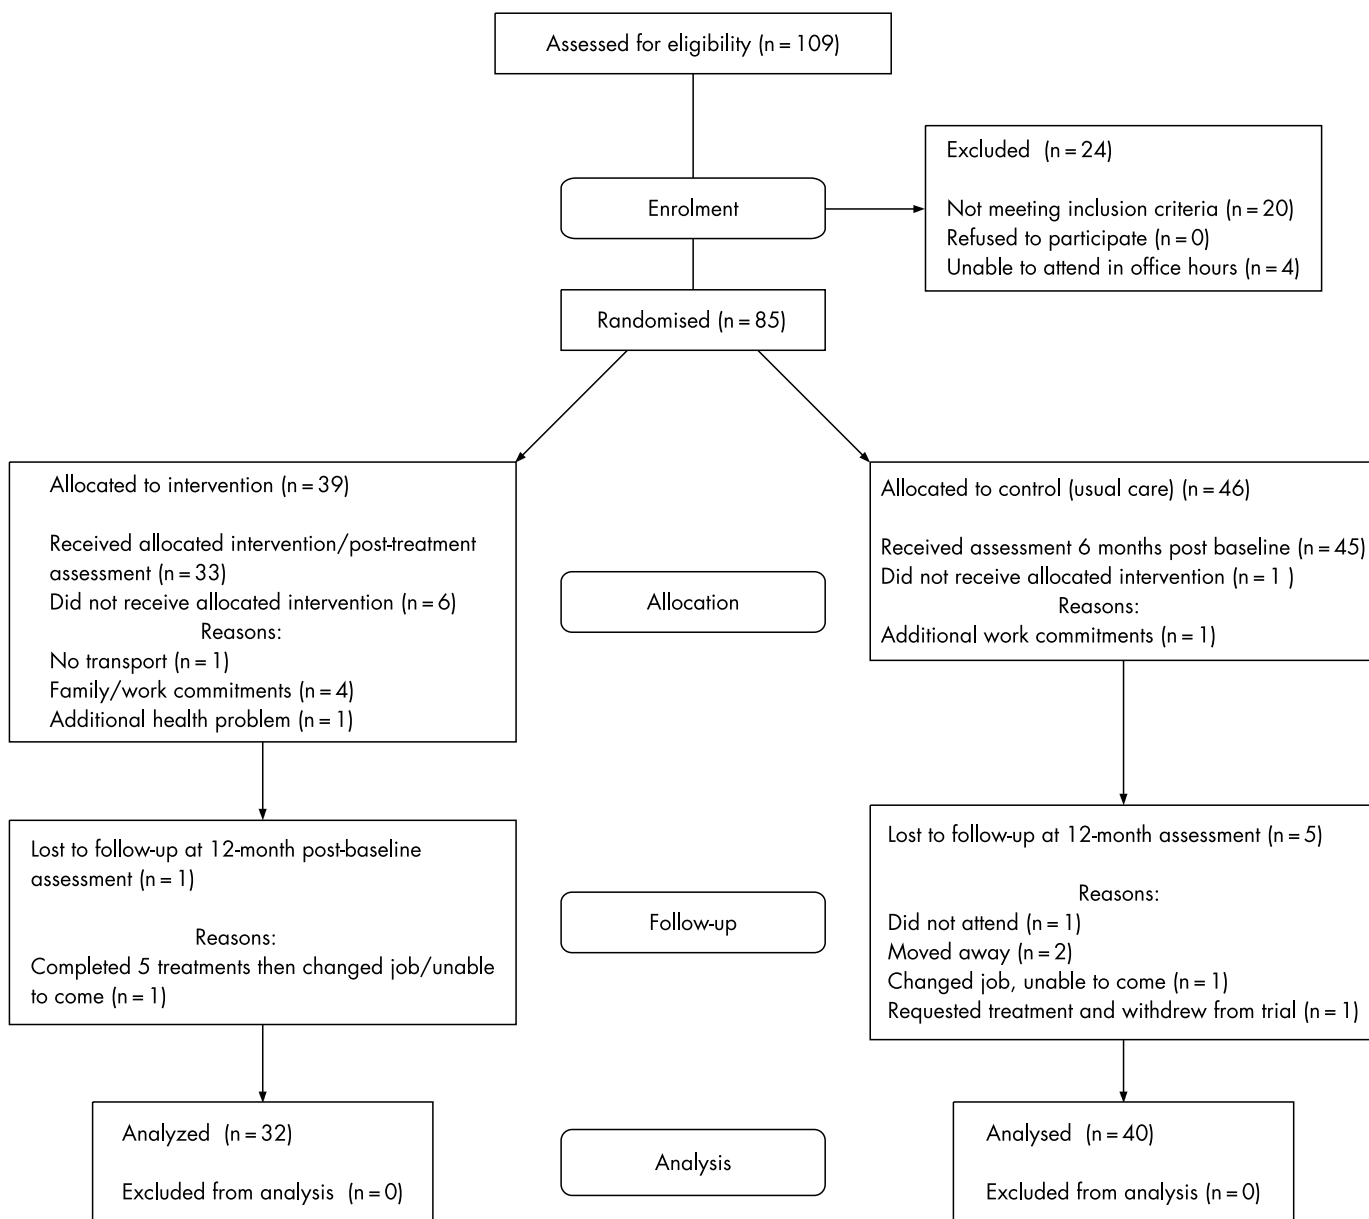 Assessed for eligibility (n = 109)
Excluded (n = 24)
Not meeting inclusion criteria (n = 20)
Refused to participate (n = 0)
Unable to attend in office hours (n = 4)
Enrolment
Randomised (n = 85)
Allocated to intervention (n = 39)
Received allocated intervention/post-treatment
assessment (n = 33)
Did not receive allocated intervention (n = 6)
Reasons:
No transport (n = 1)
Family/work commitments (n = 4)
Additional health problem (n = 1)
Allocation
Allocated to control (usual care) (n = 46)
Received assessment 6 months post baseline (n = 45)
Did not receive allocated intervention (n = 1 )
Reasons:
Additional work commitments (n = 1)
Lost to follow-up at 12-month post-baseline
assessment (n = 1)
Reasons:
Completed 5 treatments then changed job/unable
to come (n = 1)
Follow-up
Lost to follow-up at 12-month assessment (n = 5)
Reasons:
Did not attend (n = 1)
Moved away (n = 2)
Changed job, unable to come (n = 1)
Requested treatment and withdrew from trial (n = 1)
Analyzed (n = 32)
Excluded from analysis (n = 0)
Analysis
Analysed (n = 40)
Excluded from analysis (n = 0)